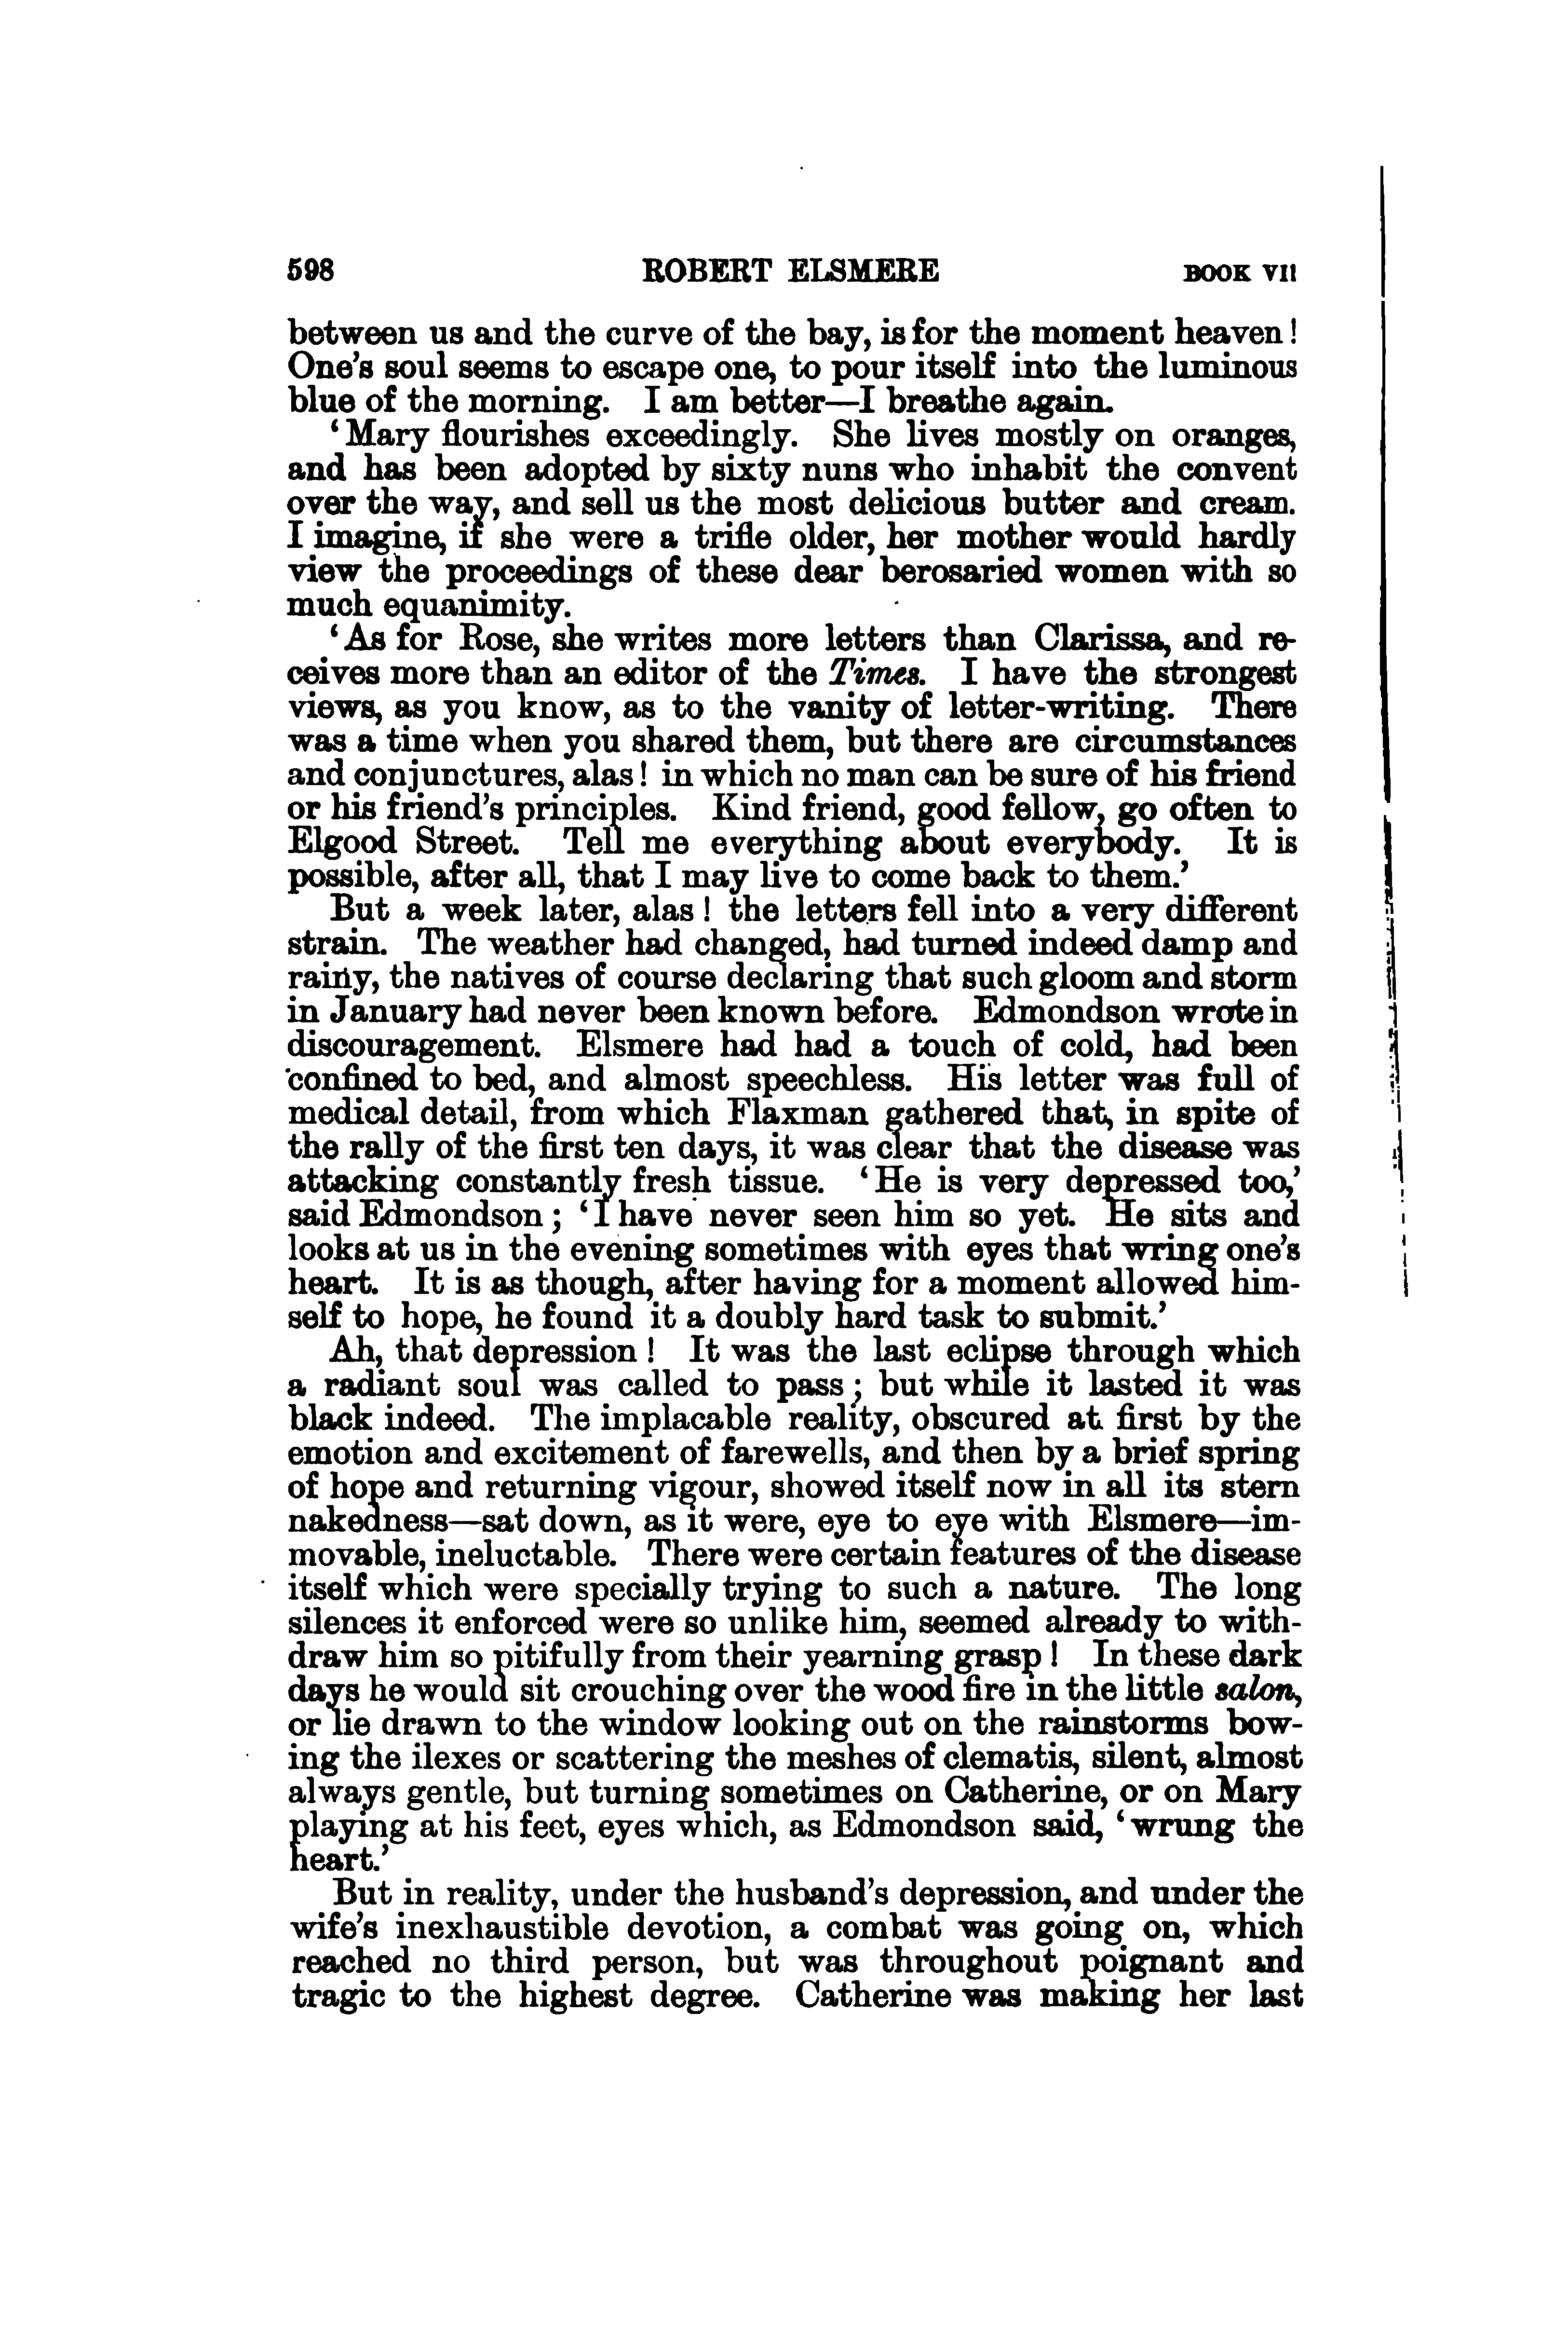 598 ROBERT ELSMERE BOOK VII
between us and the curve of the bay, is for the moment heaven!
One's soul seems to escape one, to pour itself into the luminous
blue of the morning. I am better—I breathe again.
‘Mary flourishes exceedingly. She lives mostly on oranges,
and has been adopted by sixty nuns who inhabit the convent
over the way, and sell us the most delicious butter and cream.
I imagine, if she were a trifle older, her mother would hardly
view the proceedings of these dear berosaried women with so
much equanimity.
‘As for Rose, she writes more letters than Clarissa, and re-
ceives more than an editor of the Times. I have the strongest
views, as you know, as to the vanity of letter-writing. There
was a time when you shared them, but there are circumstances
and conjunctures, alas! in which no man can be sure of his friend
or his friend's principles. Kind friend, good fellow, go often to
Elgood Street. Tell me everything about everybody. It is
possible, after all, that I may live to come back to them.’
But a week later, alas! the letters fell into a very different
strain. The weather had changed, had turned indeed damp and
rainy, the natives of course declaring that such gloom and storm
in January had never been known before. Edmondson wrote in
discouragement. Elsmere had had a touch of cold, had been
confined to bed, and almost speechless. His letter was full of
medical detail, from which Flaxman gathered that, in spite of
the rally of the first ten days, it was clear that the disease was
attacking constantly fresh tissue. ‘He is very depressed too,’
said Edmondson; ‘I have never seen him so yet. He sits and
looks at us in the evening sometimes with eyes that wring one's
heart. It is as though, after having for a moment allowed him-
self to hope, he found it a doubly hard task to submit.’
Ah, that depression! It was the last eclipse through which
a radiant soul was called to pass; but while it lasted it was
black indeed. The implacable reality, obscured at first by the
emotion and excitement of farewells, and then by a brief spring
of hope and returning vigour, showed itself now in all its stern
nakedness—sat down, as it were, eye to eye with Elsmere—im-
movable, ineluctable. There were certain features of the disease
itself which were specially trying to such a nature. The long
silences it enforced were so unlike him, seemed already to with-
draw him so pitifully from their yearning grasp! In these dark
days he would sit crouching over the wood fire in the little salon,
or lie drawn to the window looking out on the rainstorms bow-
ing the ilexes or scattering the meshes of clematis, silent, almost
always gentle, but turning sometimes on Catherine, or on Mary
playing at his feet, eyes which, as Edmondson said, ‘wrung the
heart.’
But in reality, under the husband's depression, and under the
wife's inexhaustible devotion, a combat was going on, which
reached no third person, but was throughout poignant and
tragic to the highest degree. Catherine was making her last